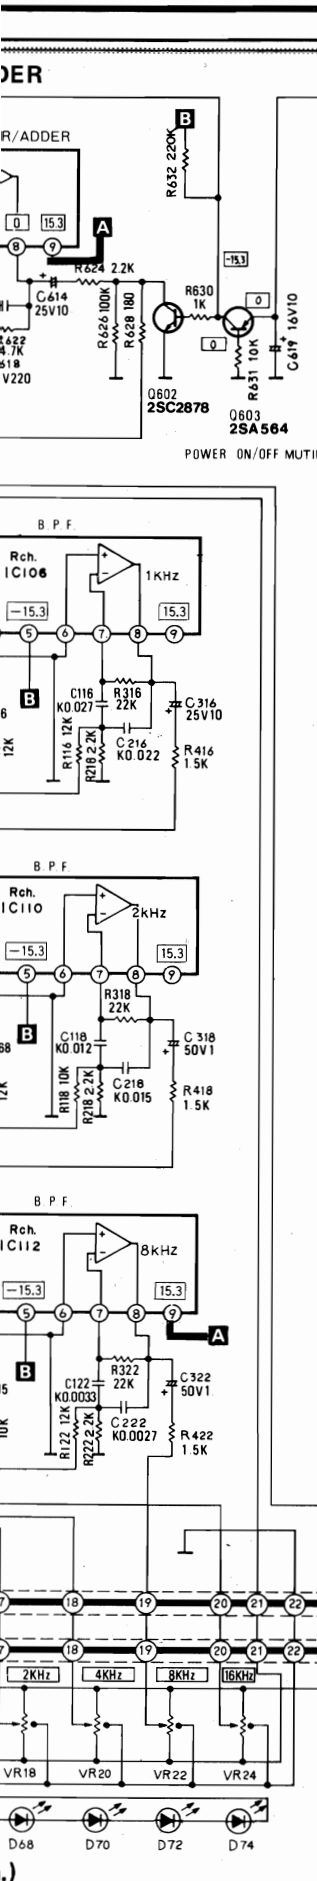 DER
R/ADDER
B
R632 220K
0
15.3
A
-15.3
8
9
R624 2.2K
C614
25V10
R626 100K
R628 180
R630
1K
0
0
R622
4.7K
618
V220
R631 10K
C619 16V10
Q602
2SC2878
Q603
2SA564
POWER ON/OFF MUTI
B.P.F.
Rch.
IC106
1KHz
-15.3
15.3
5
6
7
8
9
B
R316
22K
C116
K0.027
C316
25V10
6
12K
R116 12K
R218 2.2K
C216
K0.022
R416
1.5K
B.P.F.
Rch.
IC110
2kHz
-15.3
15.3
5
6
7
8
9
R318
22K
B
C118
K0.012
C318
50V1
68
12K
R118 10K
R218 2.2K
C218
K0.015
R418
1.5K
B.P.F.
Rch.
IC112
8kHz
-15.3
15.3
5
6
7
8
9
A
B
R322
22K
C122
K0.0033
C322
50V1
15
10K
R122 12K
R222 2.2K
C222
K0.0027
R422
1.5K
7
18
19
20
21
22
7
18
19
20
21
22
2KHz
4KHz
8KHz
16KHz
VR18
VR20
VR22
VR24
D68
D70
D72
D74
.)